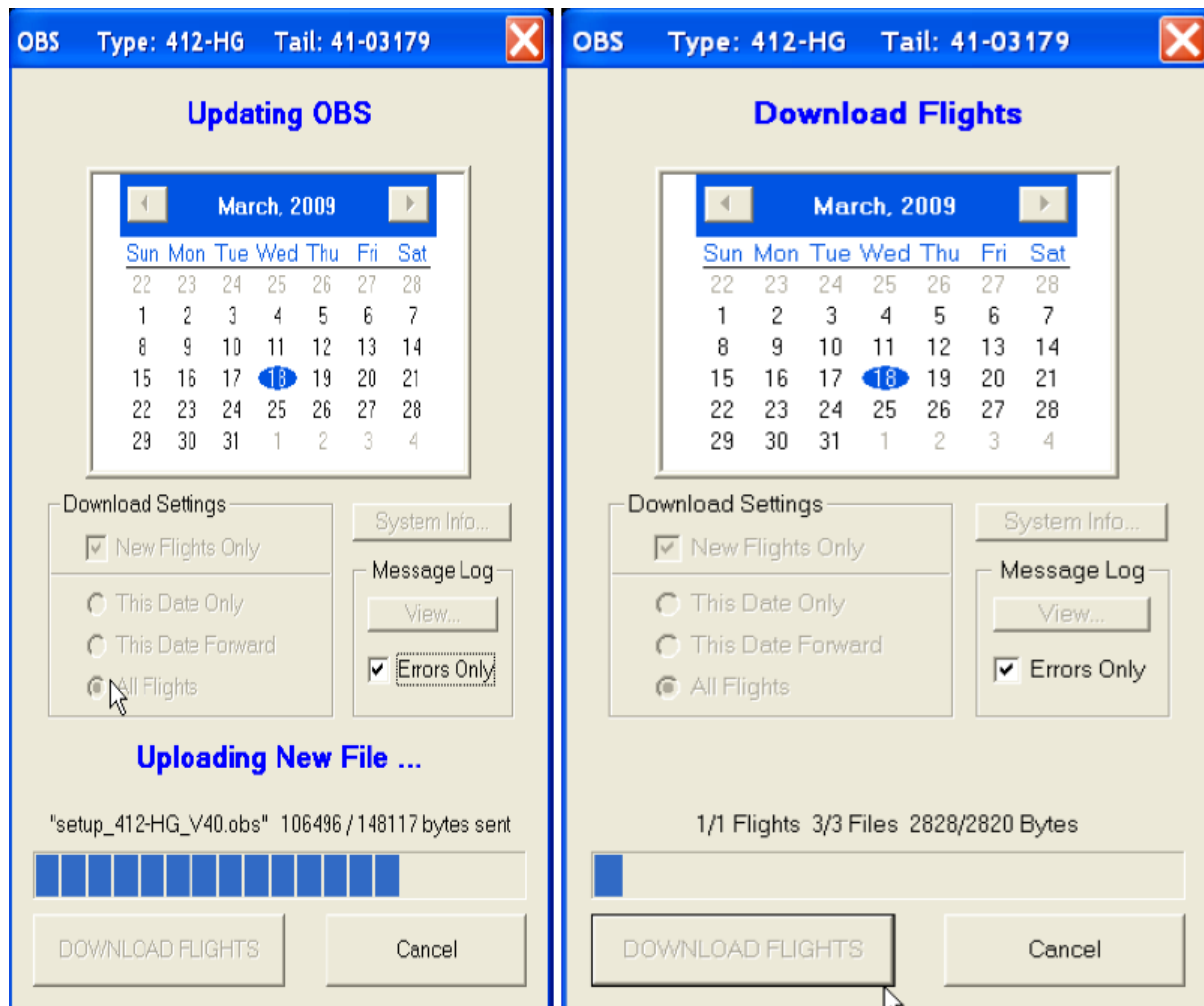 OBS Type: 412-HG Tail: 41-03179
Updating OBS
March, 2009
Sun Mon Tue Wed Thu Fri Sat
22 23 24 25 26 27 28
1 2 3 4 5 6 7
8 9 10 11 12 13 14
15 16 17 18 19 20 21
22 23 24 25 26 27 28
29 30 31 1 2 3 4
Download Settings
New Flights Only
This Date Only
This Date Forward
All Flights
System Info...
Message Log
View...
Errors Only
Uploading New File ...
"setup_412-HG_V40.obs" 106496 / 148117 bytes sent
DOWNLOAD FLIGHTS
Cancel
OBS Type: 412-HG Tail: 41-03179
Download Flights
March, 2009
Sun Mon Tue Wed Thu Fri Sat
22 23 24 25 26 27 28
1 2 3 4 5 6 7
8 9 10 11 12 13 14
15 16 17 18 19 20 21
22 23 24 25 26 27 28
29 30 31 1 2 3 4
Download Settings
New Flights Only
This Date Only
This Date Forward
All Flights
System Info...
Message Log
View...
Errors Only
1/1 Flights 3/3 Files 2828/2820 Bytes
DOWNLOAD FLIGHTS
Cancel